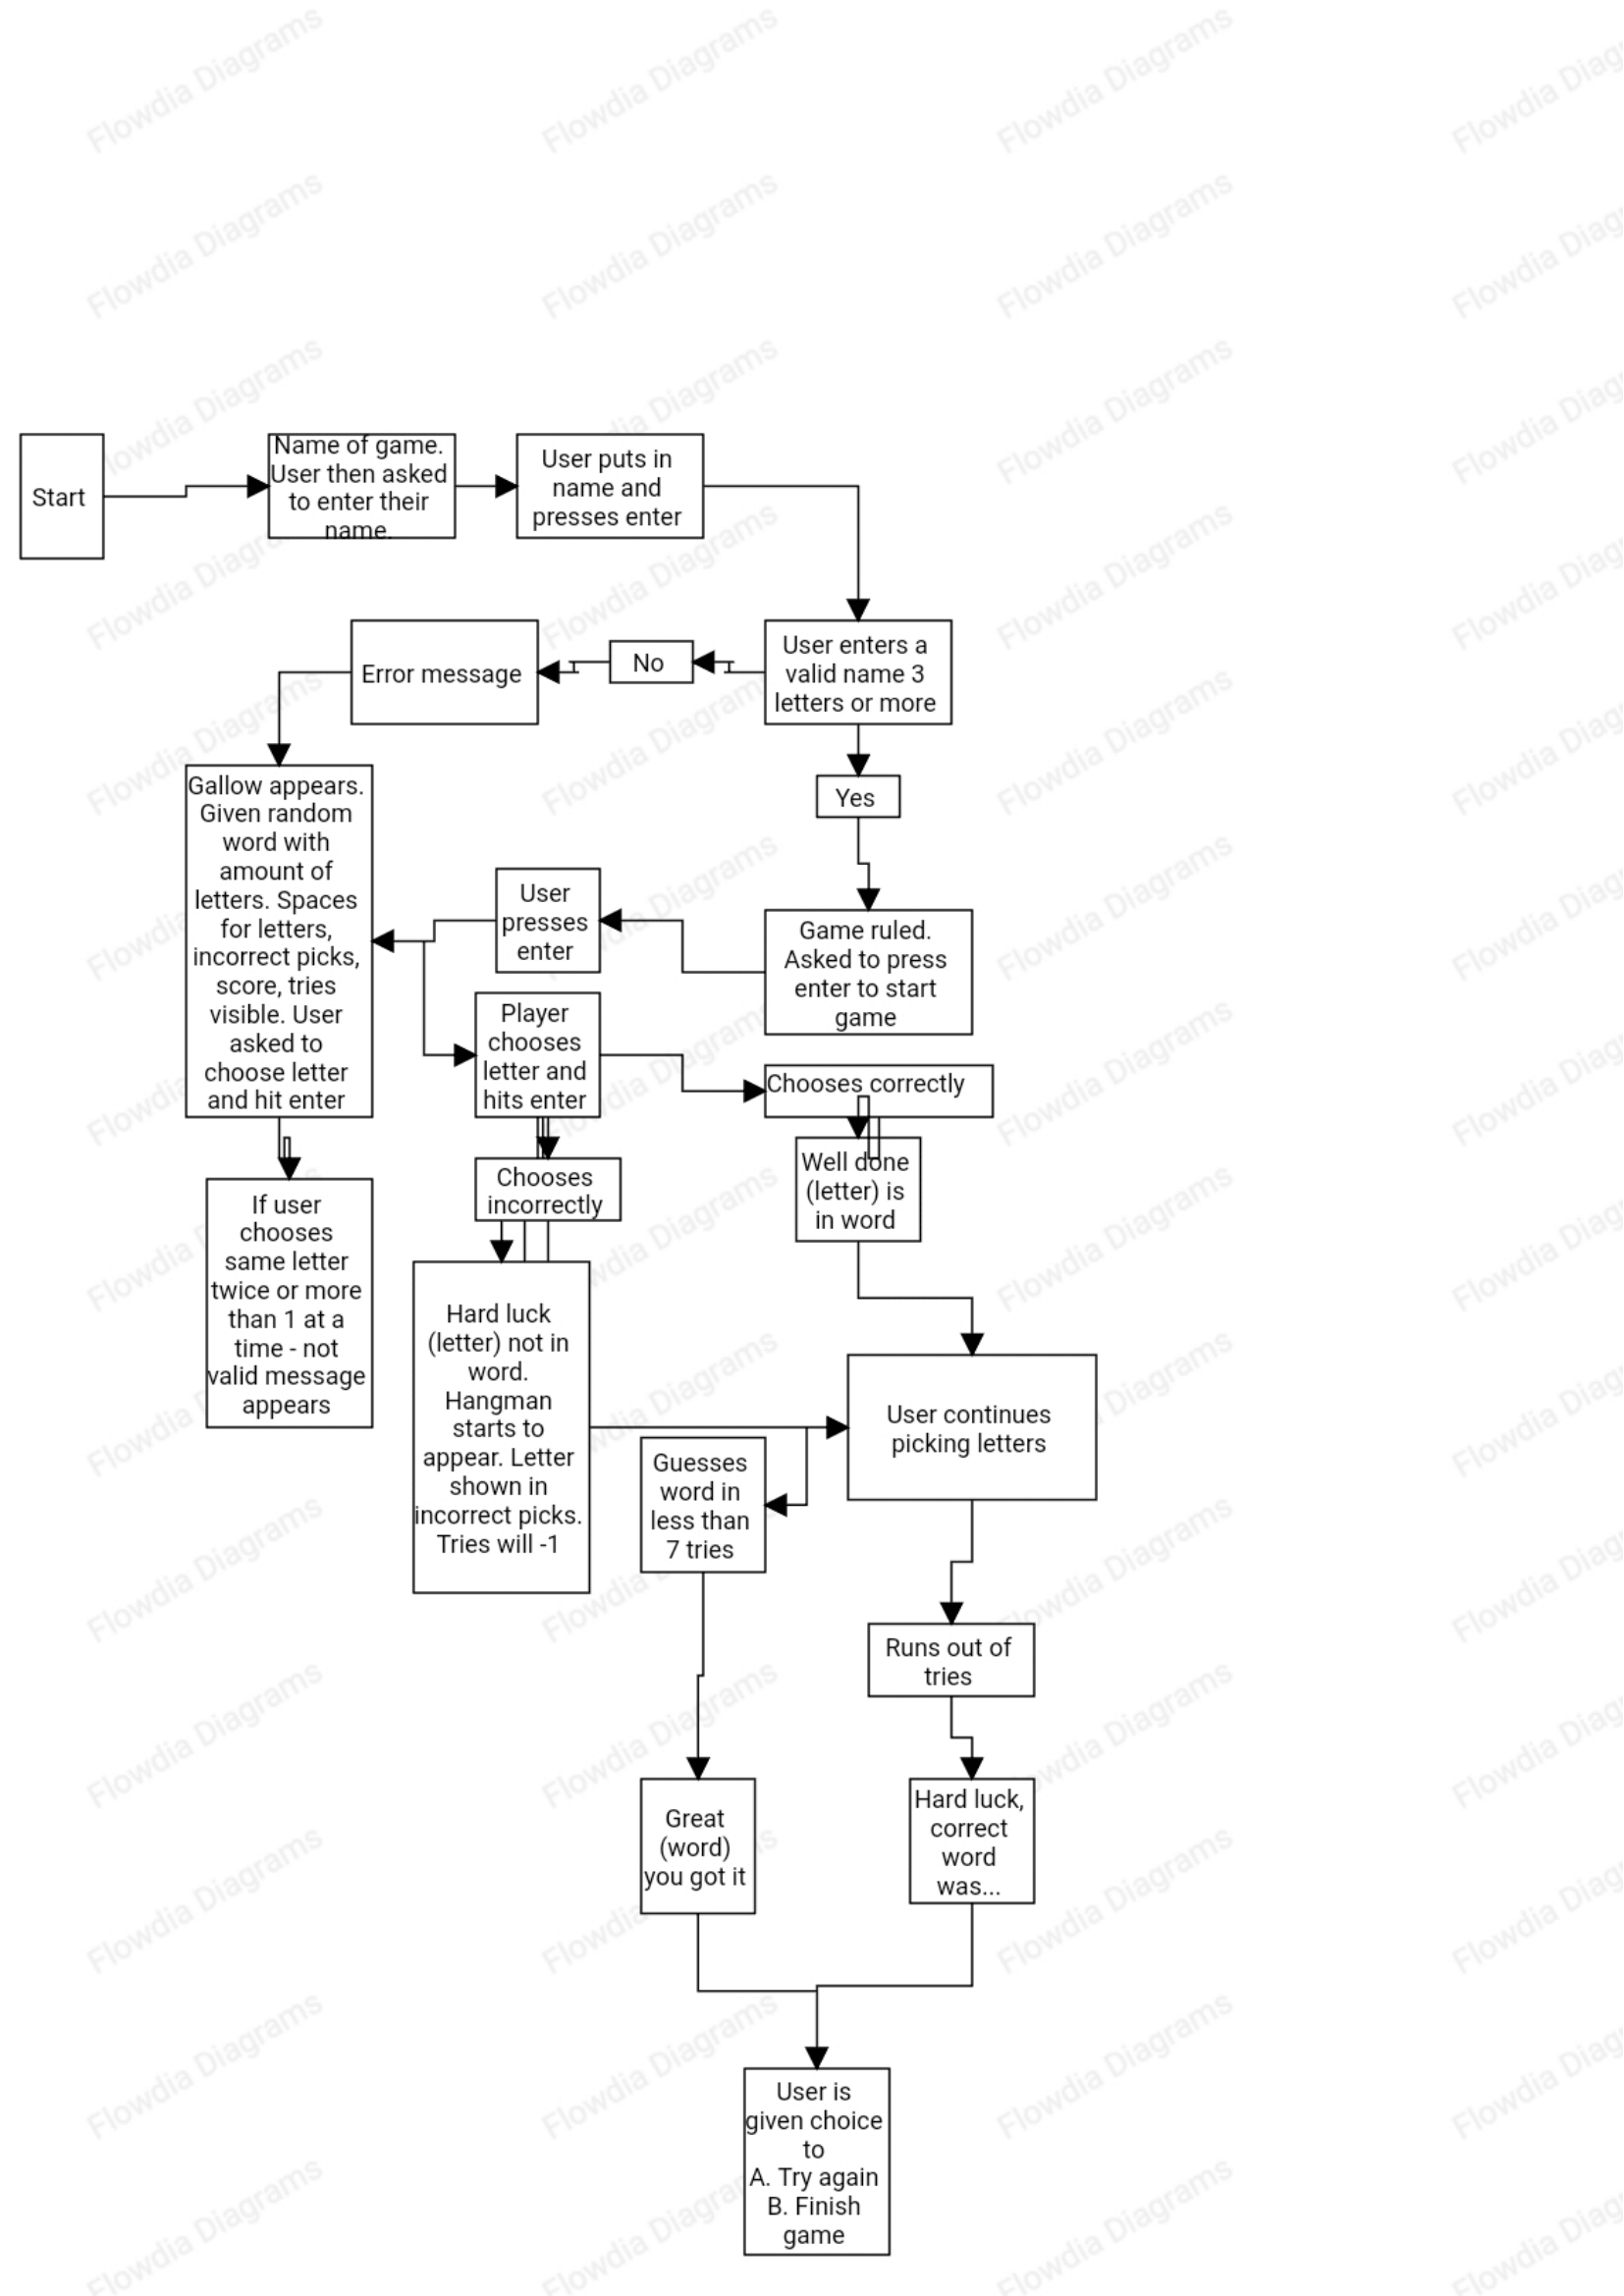 Start
Name of game.
User then asked
to enter their
name.
User puts in
name and
presses enter
User enters a
valid name 3
letters or more
No
Error message
Yes
Gallow appears.
Given random
word with
amount of
letters. Spaces
for letters,
incorrect picks,
score, tries
visible. User
asked to
choose letter
and hit enter
User
presses
enter
Game ruled.
Asked to press
enter to start
game
Player
chooses
letter and
hits enter
Chooses correctly
Chooses
incorrectly
Well done
(letter) is
in word
If user
chooses
same letter
twice or more
than 1 at a
time - not
valid message
appears
Hard luck
(letter) not in
word.
Hangman
starts to
appear. Letter
shown in
incorrect picks.
Tries will -1
User continues
picking letters
Guesses
word in
less than
7 tries
Runs out of
tries
Great
(word)
you got it
Hard luck,
correct
word
was...
User is
given choice
to
A. Try again
B. Finish
game
Flowdia Diagrams